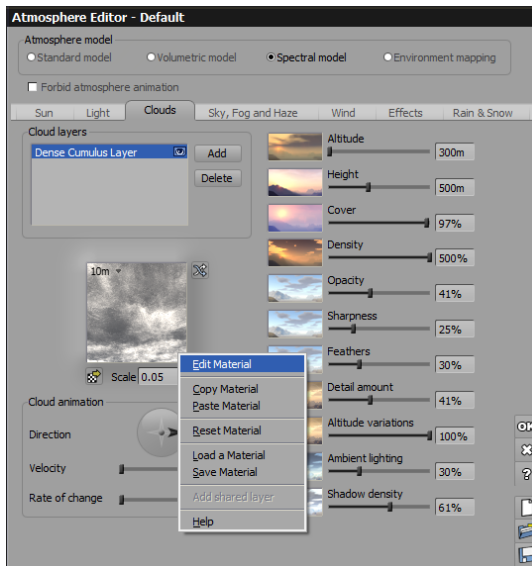 Atmosphere Editor - Default
Atmosphere model
Standard model Volumetric model Spectral model Environment mapping
Forbid atmosphere animation
Sun Light Clouds Sky, Fog and Haze Wind Effects Rain & Snow
Cloud layers
Dense Cumulus Layer
Add
Delete
Altitude
300m
Height
500m
Cover
97%
Density
500%
10m
Opacity
41%
Sharpness
25%
Scale 0.05
Feathers
30%
Detail amount
41%
Altitude variations
100%
Ambient lighting
30%
Shadow density
61%
Cloud animation
Direction
Velocity
Rate of change
Edit Material
Copy Material
Paste Material
Reset Material
Load a Material
Save Material
Add shared layer
Help
?